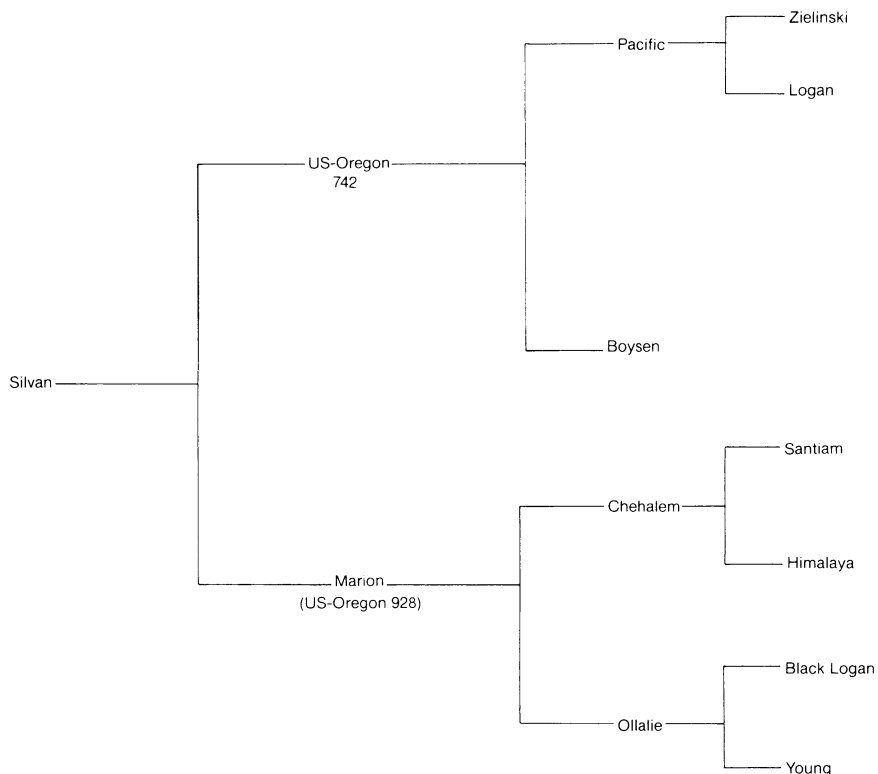 Zielinski
Pacific
Logan
US-Oregon
742
Boysen
Silvan
Santiam
Chehalem
Himalaya
Marion
(US-Oregon 928)
Black Logan
Ollalie
Young